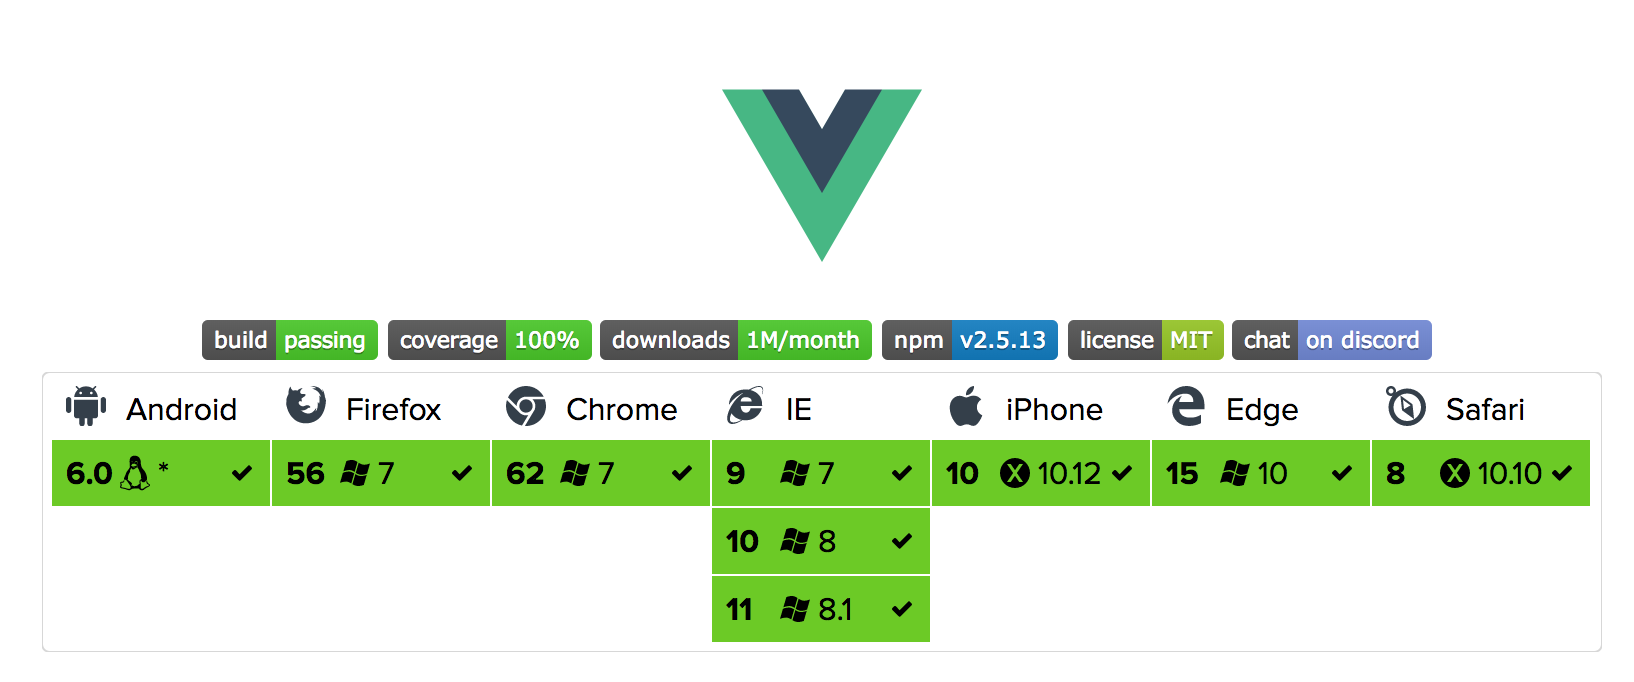 build passing coverage 100% downloads 1M/month npm v2.5.13 license MIT chat on discord
Android Firefox Chrome IE iPhone Edge Safari
6.0 * 56 7 62 7 9 7 10 X 10.12 15 10 8 X 10.10
10 8
11 8.1